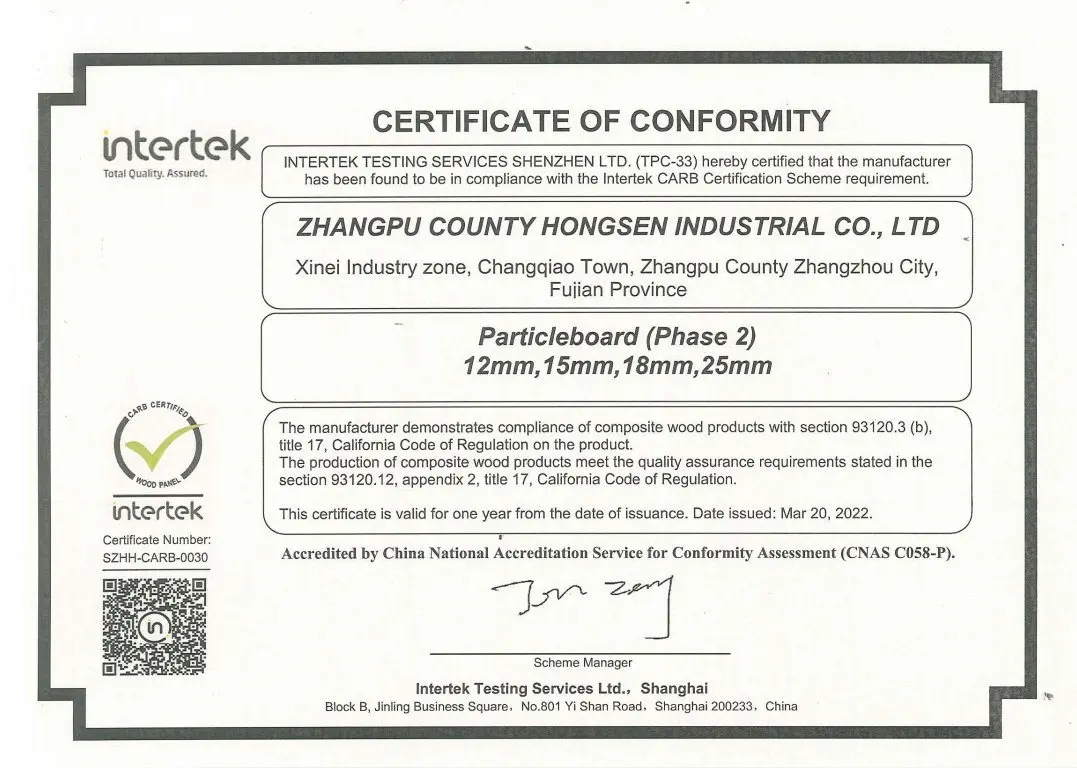 CERTIFICATE OF CONFORMITY
intertek
Total Quality. Assured.
INTERTEK TESTING SERVICES SHENZHEN LTD. (TPC-33) hereby certified that the manufacturer
has been found to be in compliance with the Intertek CARB Certification Scheme requirement.
ZHANGPU COUNTY HONGSEN INDUSTRIAL CO., LTD
Xinei Industry zone, Changqiao Town, Zhangpu County Zhangzhou City,
Fujian Province
Particleboard (Phase 2)
12mm,15mm,18mm,25mm
The manufacturer demonstrates compliance of composite wood products with section 93120.3 (b),
title 17, California Code of Regulation on the product.
The production of composite wood products meet the quality assurance requirements stated in the
section 93120.12, appendix 2, title 17, California Code of Regulation.
This certificate is valid for one year from the date of issuance. Date issued: Mar 20, 2022.
CARB CERTIFIED
WOOD PANEL
intertek
Certificate Number:
SZHH-CARB-0030
in
Accredited by China National Accreditation Service for Conformity Assessment (CNAS C058-P).
Scheme Manager
Intertek Testing Services Ltd., Shanghai
Block B, Jinling Business Square, No.801 Yi Shan Road, Shanghai 200233, China